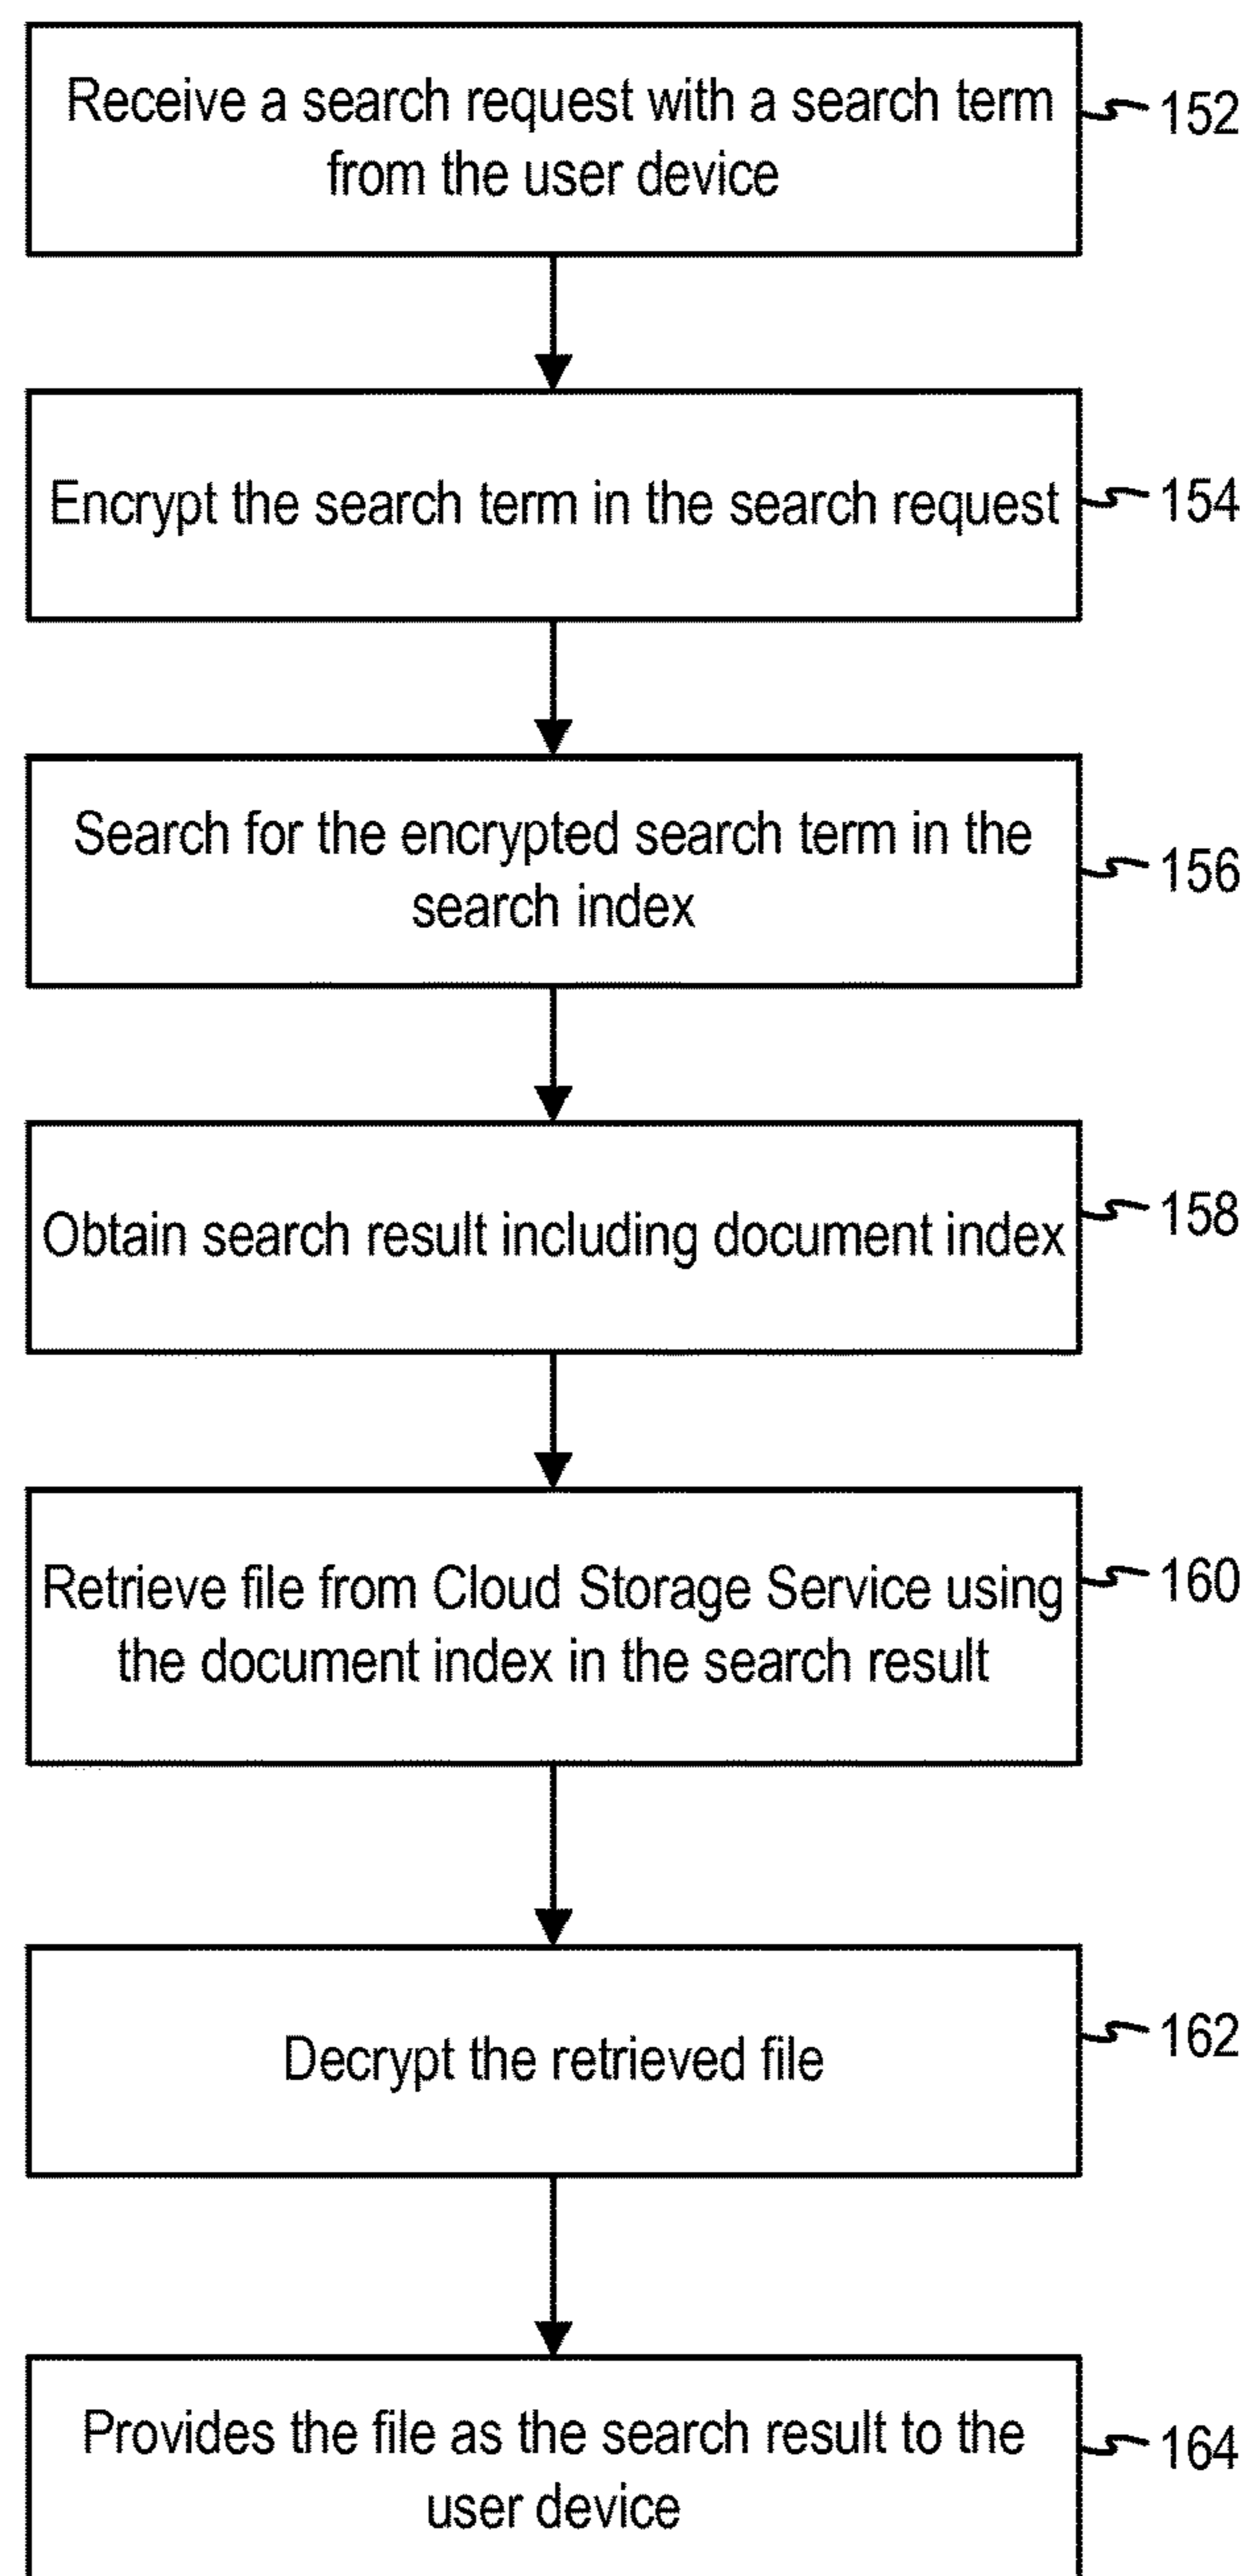 Receive a search request with a search term
from the user device
152
Encrypt the search term in the search request
154
Search for the encrypted search term in the
search index
156
Obtain search result including document index
158
Retrieve file from Cloud Storage Service using
the document index in the search result
160
Decrypt the retrieved file
162
Provides the file as the search result to the
user device
164